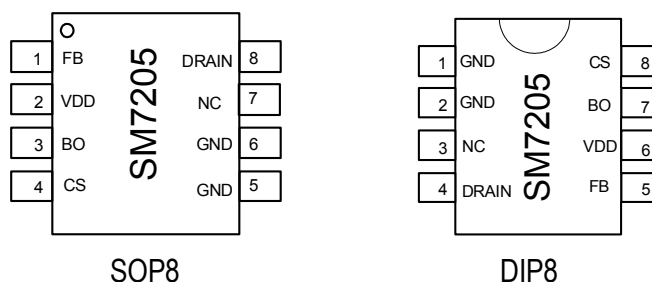 1 FB DRAIN 8
2 VDD NC 7
3 BO GND 6
4 CS GND 5
SM7205
SOP8
1 GND CS 8
2 GND BO 7
3 NC VDD 6
4 DRAIN FB 5
SM7205
DIP8